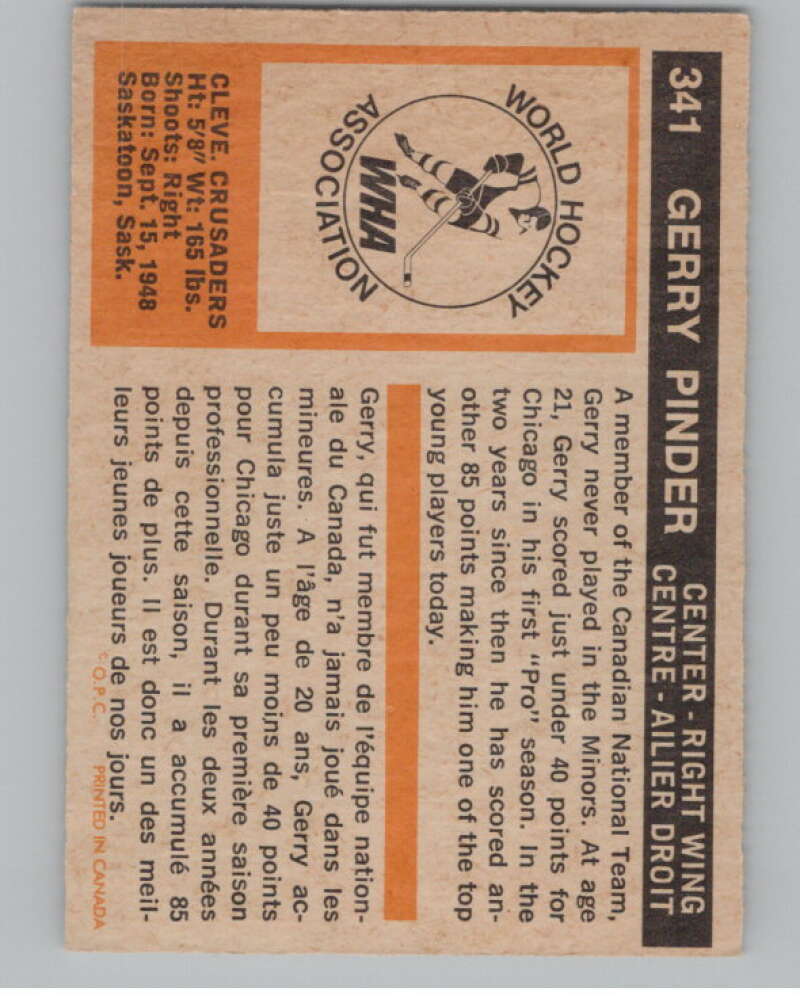 341 GERRY PINDER
CENTER - RIGHT WING
CENTRE - AILIER DROIT
WORLD HOCKEY
ASSOCIATION
WHA
CLEVE. CRUSADERS
Ht: 5/8" Wt: 165 lbs.
Shoots: Right
Born: Sept. 15, 1948
Saskatoon, Sask.
A member of the Canadian National Team,
Gerry never played in the Minors. At age
21, Gerry scored just under 40 points for
Chicago in his first "Pro" season. In the
two years since then he has scored an-
other 85 points making him one of the top
young players today.
Gerry, qui fut membre de l'équipe nation-
ale du Canada, n'a jamais joué dans les
mineures. A l'âge de 20 ans, Gerry ac-
cumula juste un peu moins de 40 points
pour Chicago durant sa première saison
professionnelle. Durant les deux années
depuis cette saison, il a accumulé 85
points de plus. Il est donc un des meil-
leurs jeunes joueurs de nos jours.
© O.P.C. PRINTED IN CANADA